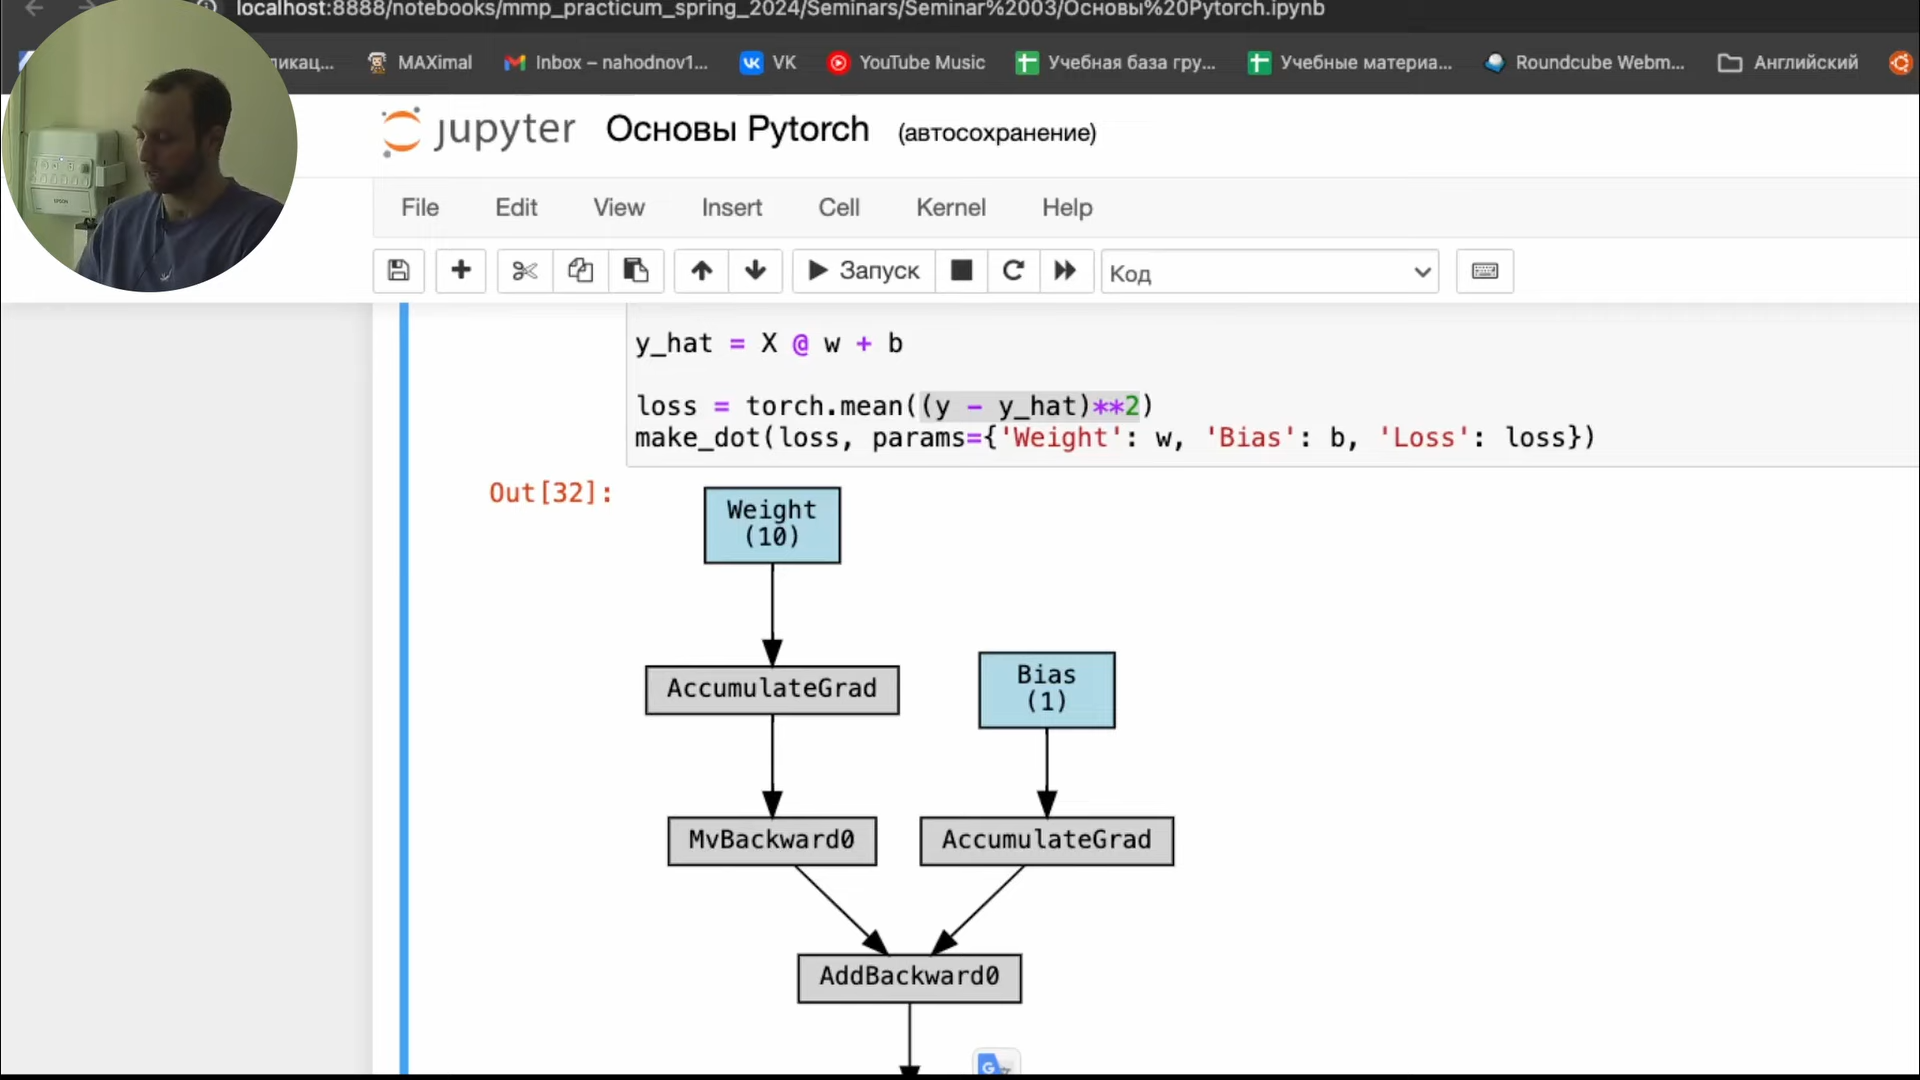 localhost:8888/notebooks/mmp_practicum_spring_2024/Seminars/Seminar%2003/Основы%20Pytorch.ipynb
ликац...
MAXimal
Inbox – nahodnov1...
VK
YouTube Music
Учебная база гру...
Учебные материа...
Roundcube Webm...
Английский
jupyter
Основы Pytorch
(автосохранение)
File
Edit
View
Insert
Cell
Kernel
Help
Запуск
Код
y_hat = X @ w + b
loss = torch.mean((y - y_hat)**2)
make_dot(loss, params={'Weight': w, 'Bias': b, 'Loss': loss})
Out[32]:
Weight
(10)
AccumulateGrad
Bias
(1)
MvBackward0
AccumulateGrad
AddBackward0
EPSON